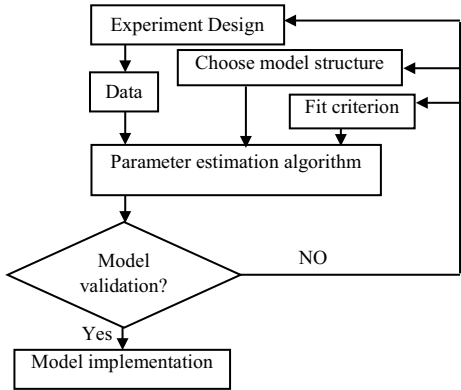 Experiment Design
Choose model structure
Data
Fit criterion
Parameter estimation algorithm
Model
validation?
NO
Yes
Model implementation